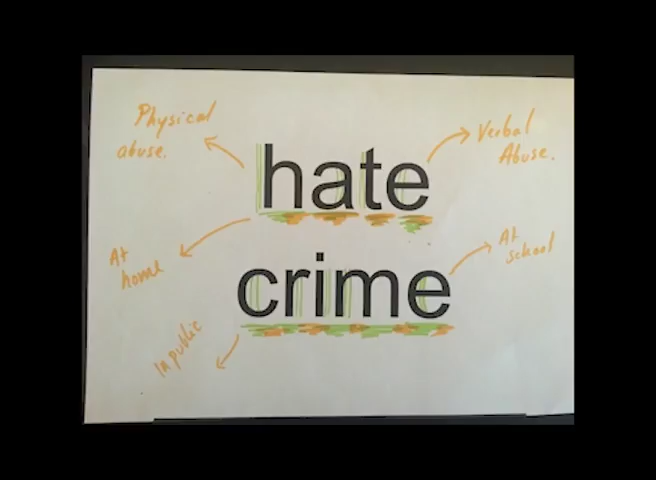 Physical
abuse.
hate
Verbal
Abuse.
At
home
crime
At
school
In public